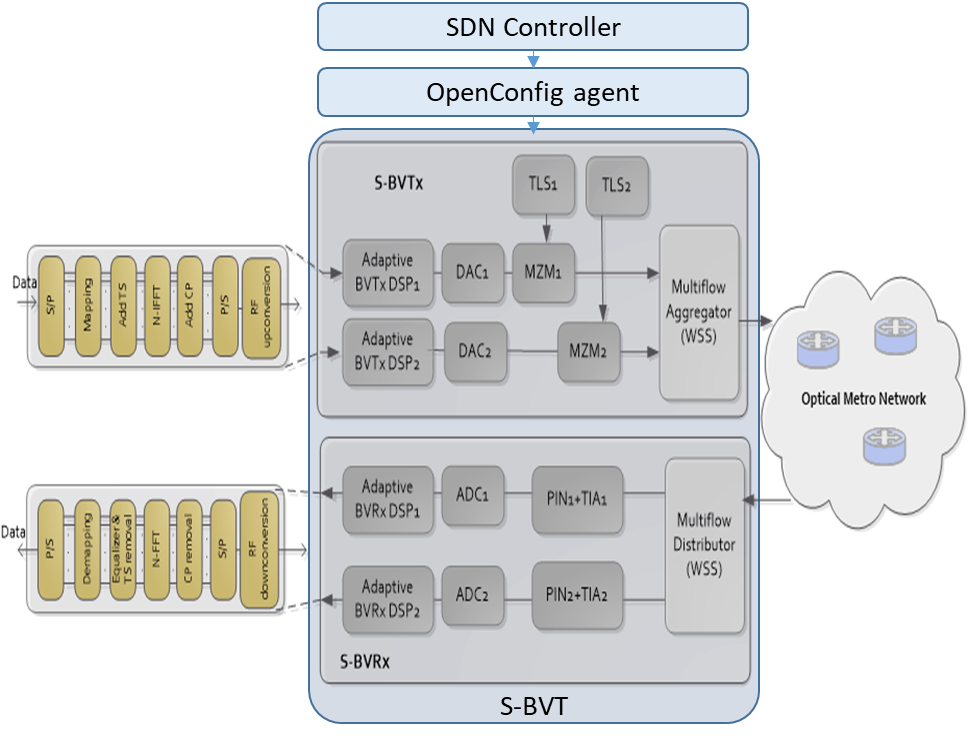 SDN Controller
OpenConfig agent
S-BVTx
TLS1
TLS2
Adaptive
BVTx DSP1
DAC1
MZM1
Multiflow
Aggregator
(WSS)
Adaptive
BVTx DSP2
DAC2
MZM2
Data
S/P
Mapping
Add TS
N-IFFT
Add CP
P/S
RF
upconversion
Optical Metro Network
Adaptive
BVRx DSP1
ADC1
PIN1+TIA1
Multiflow
Distributor
(WSS)
Adaptive
BVRx DSP2
ADC2
PIN2+TIA2
S-BVRx
Data
P/S
Demapping
Equalizer &
TS removal
N-FFT
CP removal
S/P
RF
downconversion
S-BVT